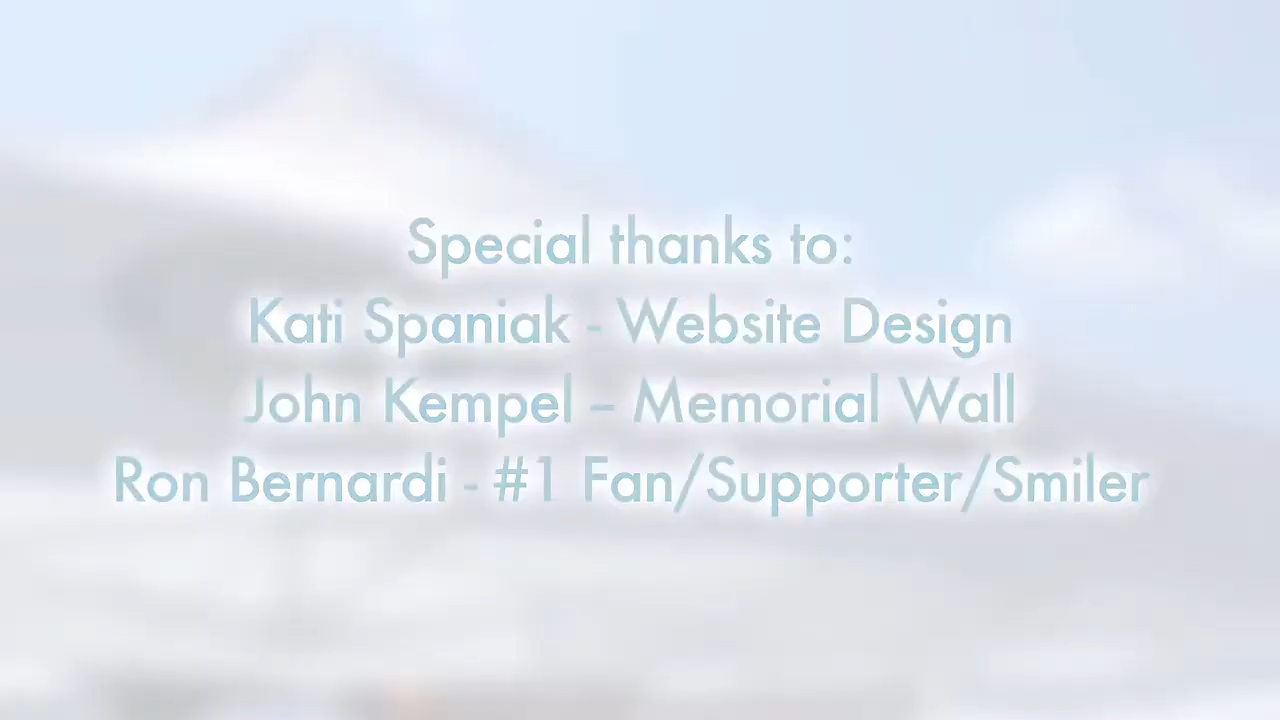 Special thanks to:
Kati Spaniak - Website Design
John Kempel – Memorial Wall
Ron Bernardi - #1 Fan/Supporter/Smiler